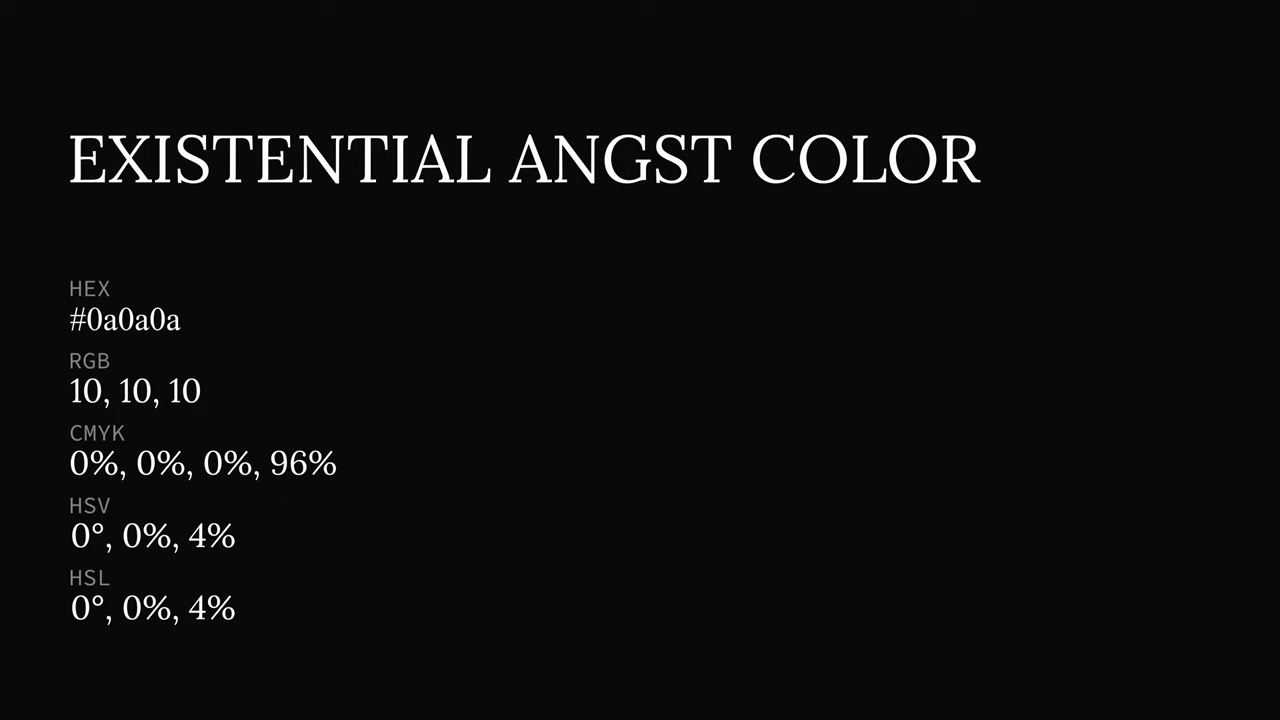 EXISTENTIAL ANGST COLOR
HEX
#0a0a0a
RGB
10, 10, 10
CMYK
0%, 0%, 0%, 96%
HSV
0°, 0%, 4%
HSL
0°, 0%, 4%